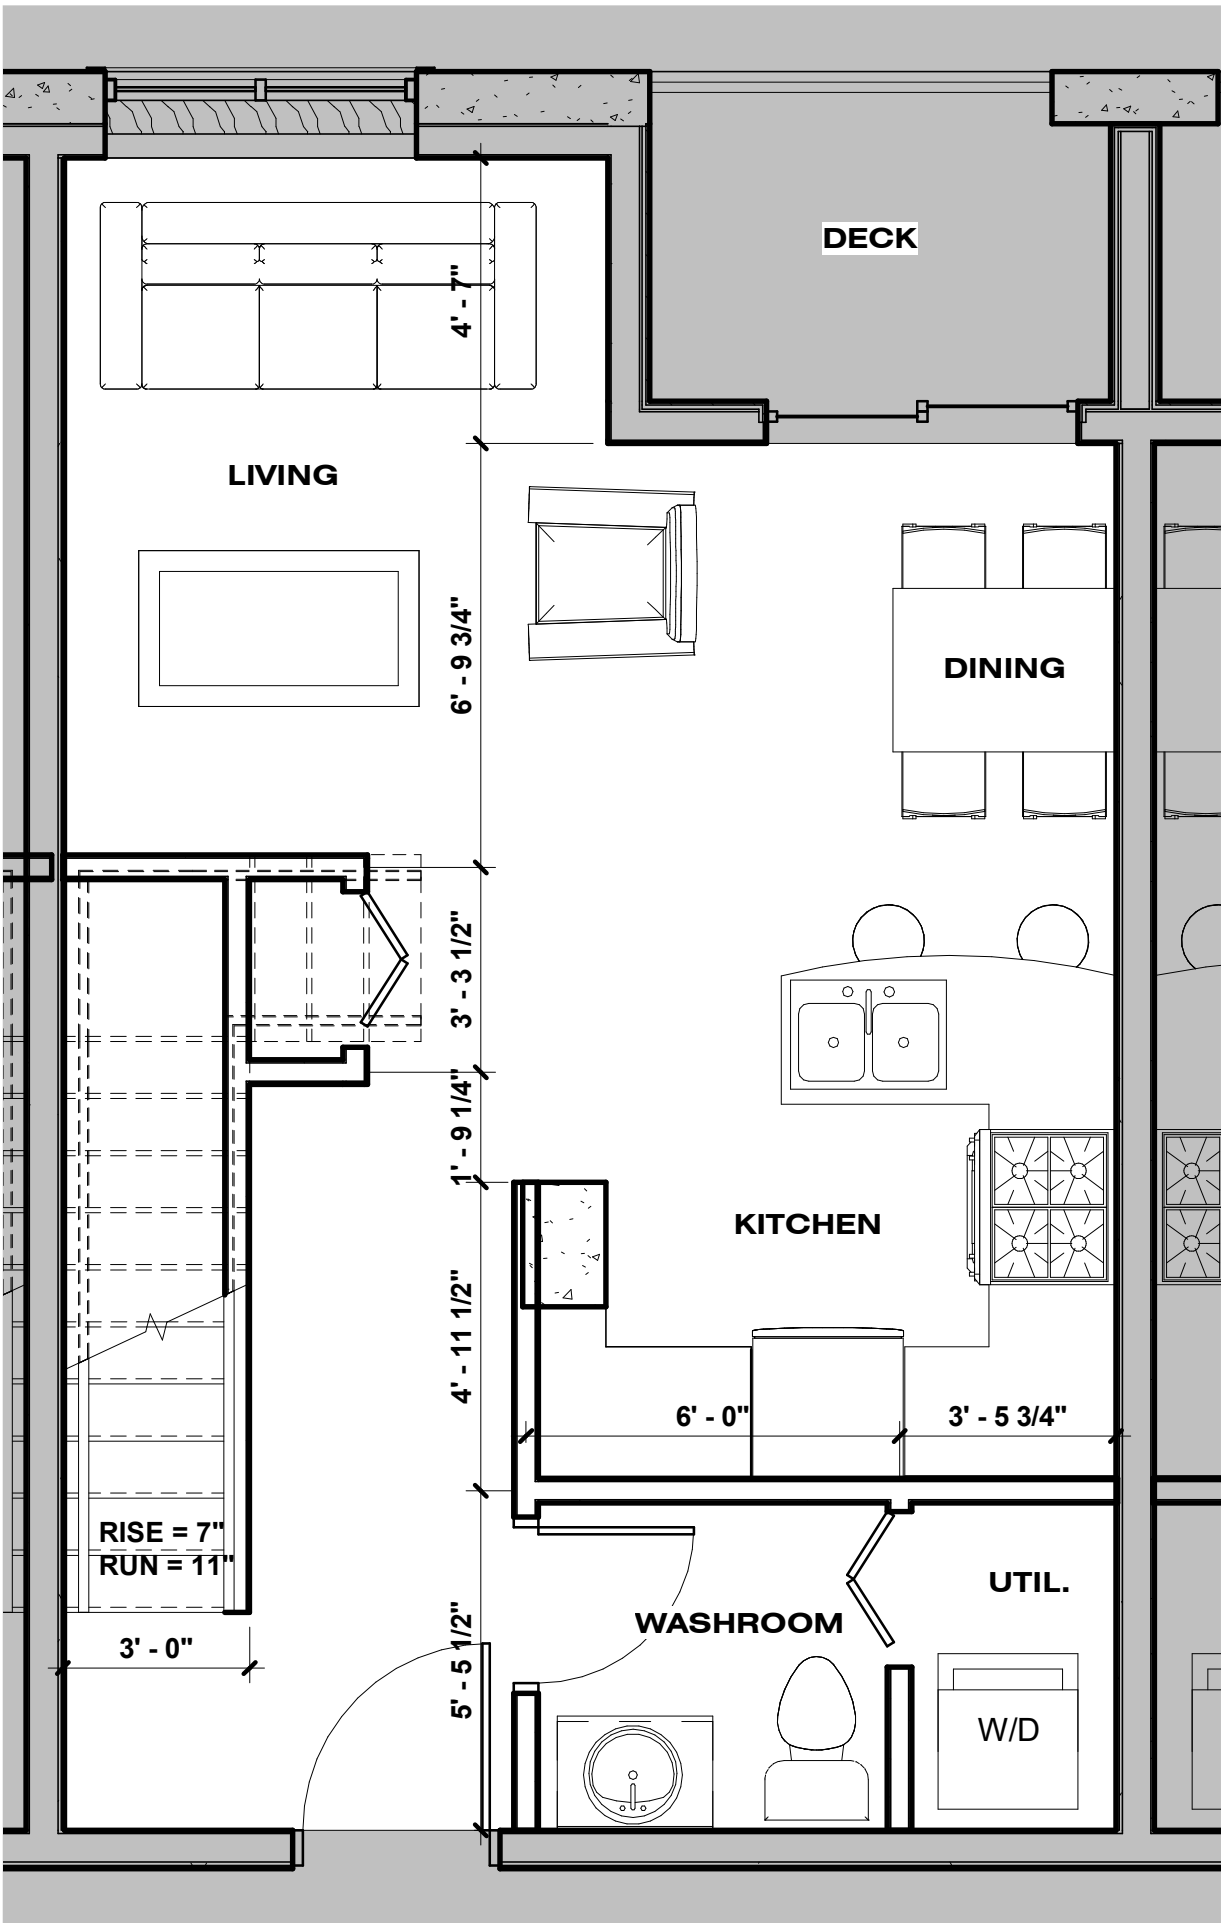 DECK
4' - 7"
LIVING
6' - 9 3/4"
DINING
3' - 3 1/2"
1' - 9 1/4"
KITCHEN
4' - 11 1/2"
6' - 0"
3' - 5 3/4"
RISE = 7"
RUN = 11"
UTIL.
WASHROOM
3' - 0"
5' - 5 1/2"
W/D